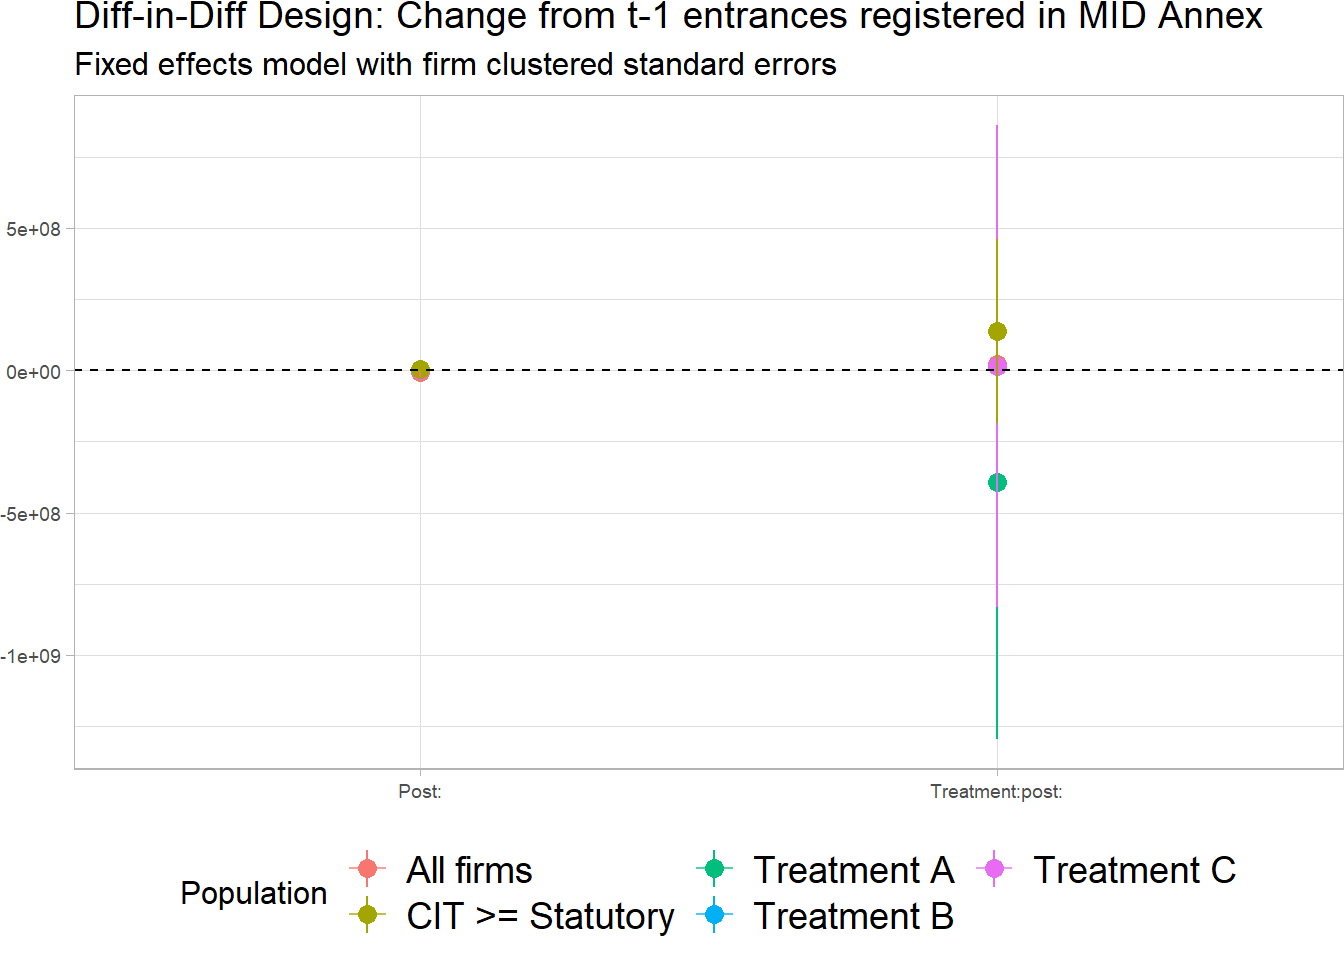 Diff-in-Diff Design: Change from t-1 entrances registered in MID Annex
Fixed effects model with firm clustered standard errors
5e+08
0e+00
-5e+08
-1e+09
Post:
Treatment:post:
Population
All firms
CIT >= Statutory
Treatment A
Treatment B
Treatment C